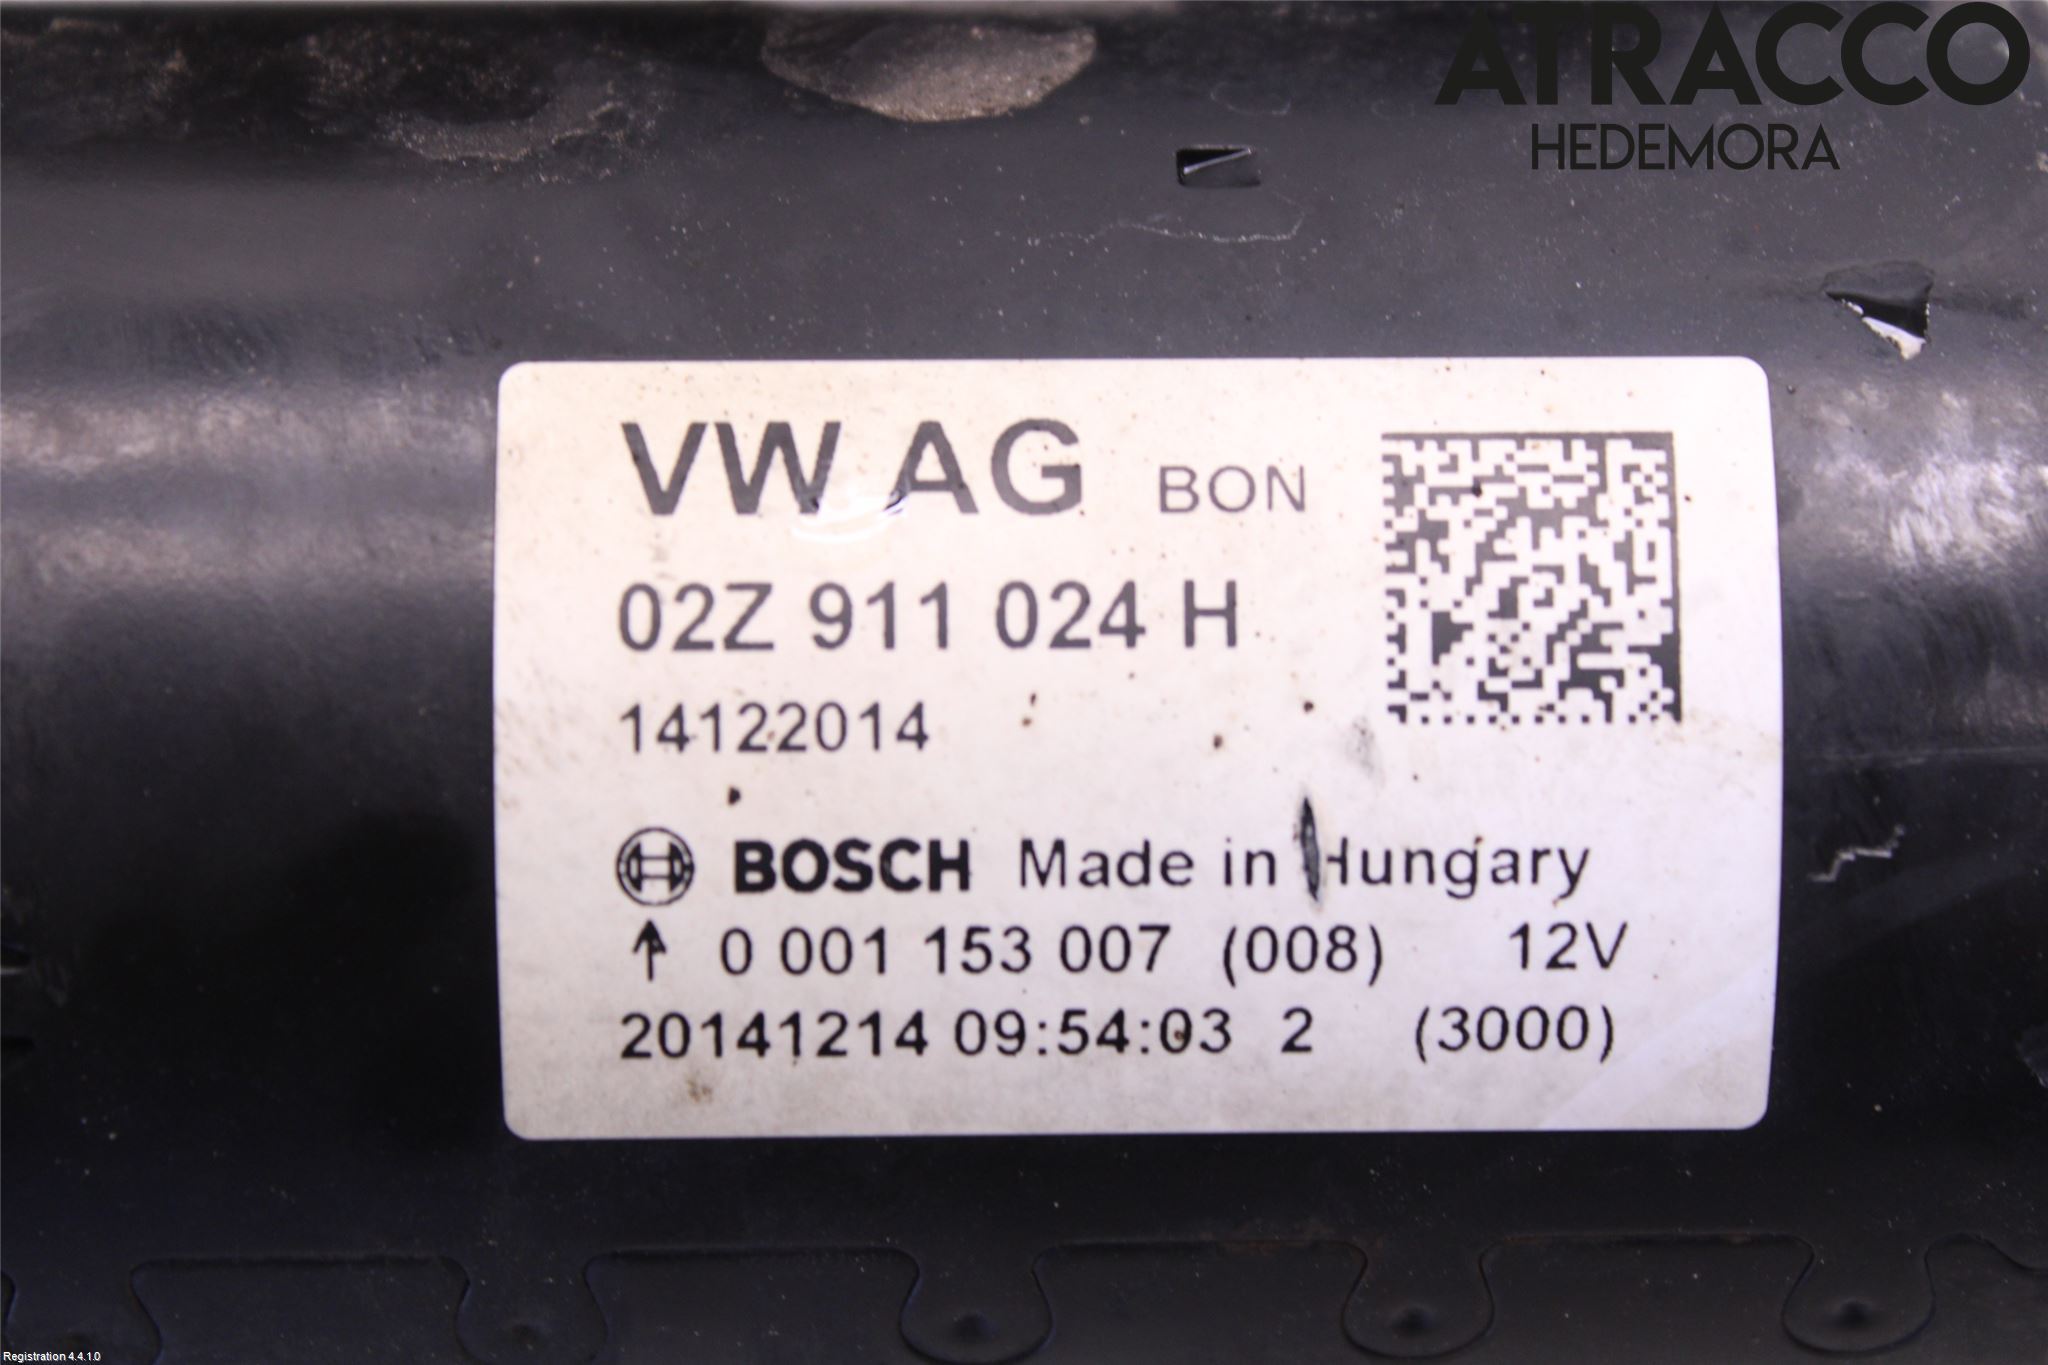 ATRACCO
HEDEMORA
VW AG BON
02Z 911 024 H
14122014
BOSCH Made in Hungary
0 001 153 007 (008) 12V
20141214 09:54:03 2 (3000)
Registration 4.4.1.0